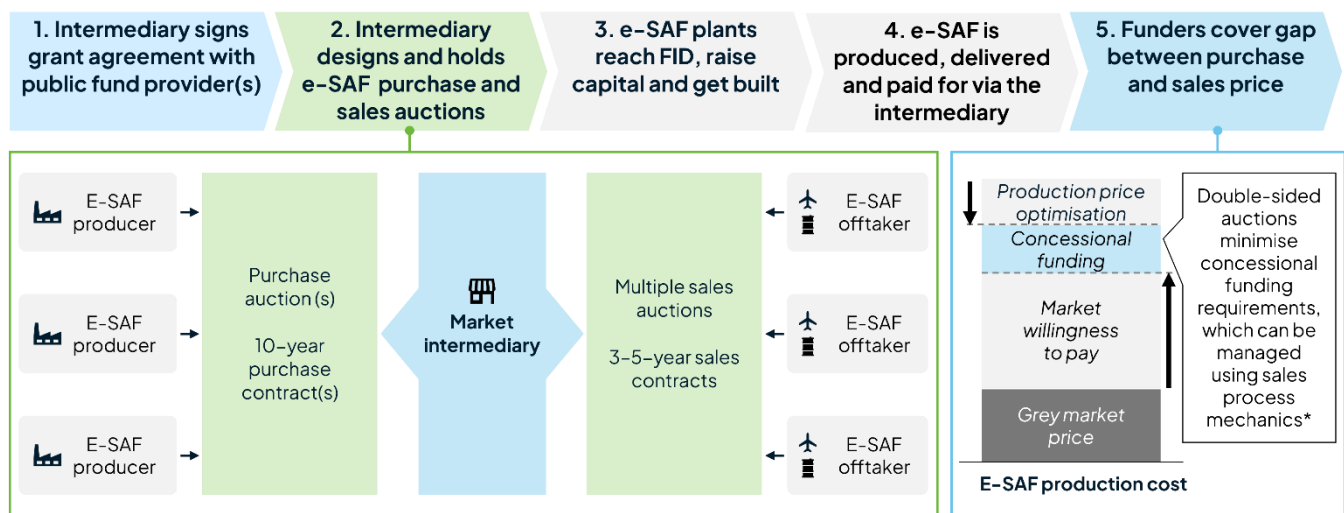 1. Intermediary signs
grant agreement with
public fund provider(s)
2. Intermediary
designs and holds
e-SAF purchase and
sales auctions
3. e-SAF plants
reach FID, raise
capital and get built
4. e-SAF is
produced, delivered
and paid for via the
intermediary
5. Funders cover gap
between purchase
and sales price
E-SAF
producer
E-SAF
producer
E-SAF
producer
Purchase
auction (s)
10-year
purchase
contract(s)
Market
intermediary
Multiple sales
auctions
3-5-year sales
contracts
E-SAF
offtaker
E-SAF
offtaker
E-SAF
offtaker
Production price
optimisation
Concessional
funding
Market
willingness
to pay
Grey market
price
E-SAF production cost
Double-sided
auctions
minimise
concessional
funding
requirements,
which can be
managed
using sales
process
mechanics*